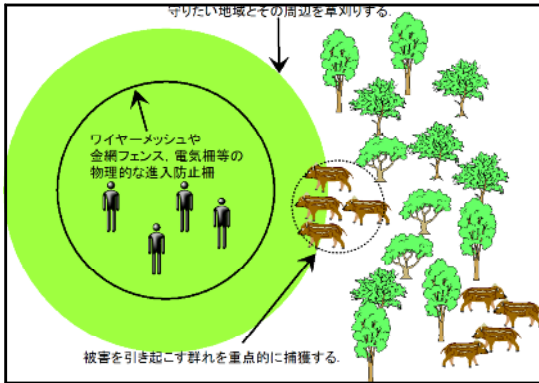 守りたい地域とその周辺を草刈りする.
ワイヤーメッシュや
金網フェンス, 電気柵等の
物理的な進入防止柵
被害を引き起こす群れを重点的に捕獲する.